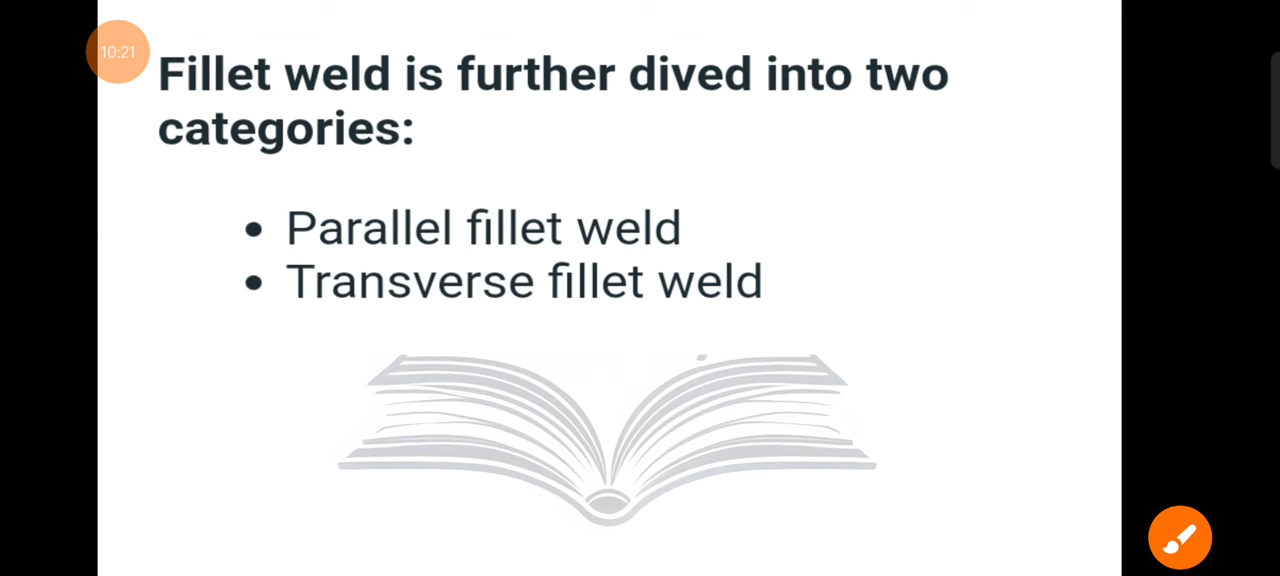 10:21
Fillet weld is further dived into two
categories:
• Parallel fillet weld
• Transverse fillet weld